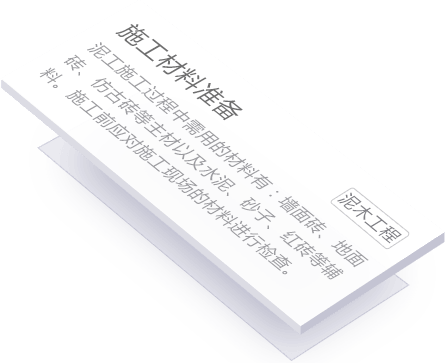 施工材料准备
泥工施工过程中需用的材料有：墙面砖、地面
砖、仿古砖等主材以及水泥、砂子、红砖等辅
料。施工前应对施工现场的材料进行检查。
泥木工程